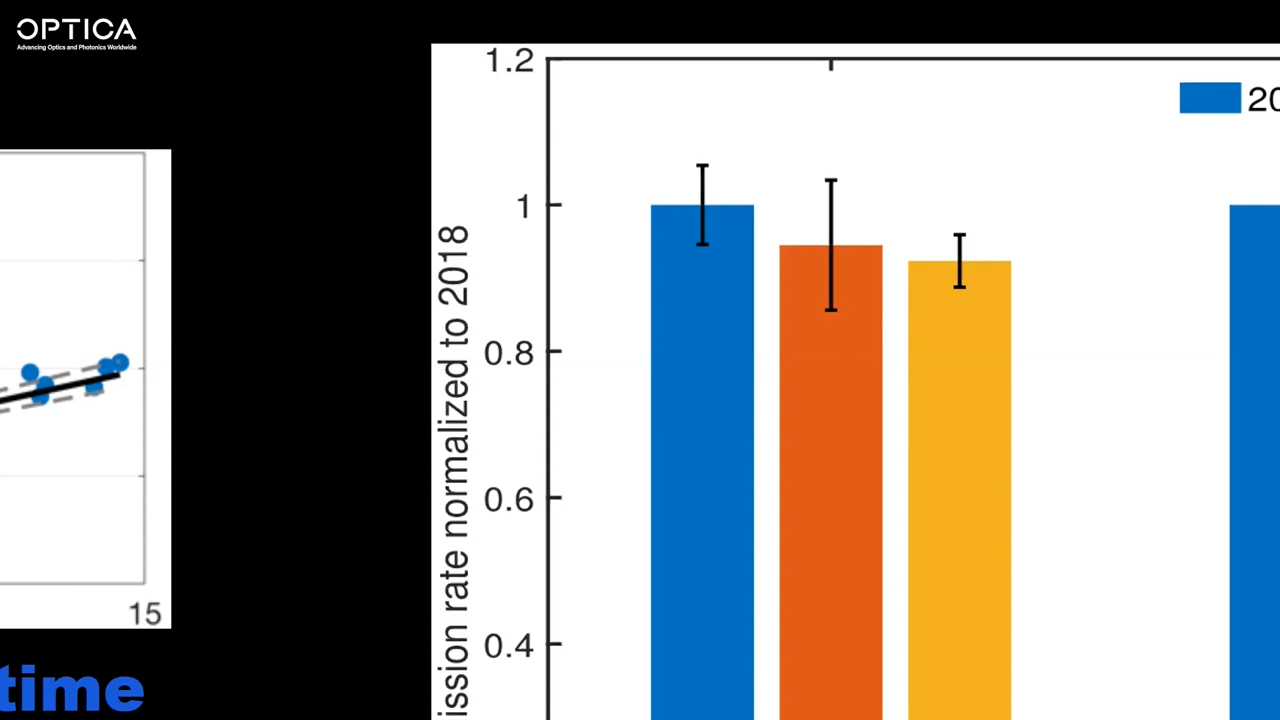 OPTICA
Advancing Optics and Photonics Worldwide
15
time
1.2
1
0.8
0.6
0.4
ission rate normalized to 2018
20